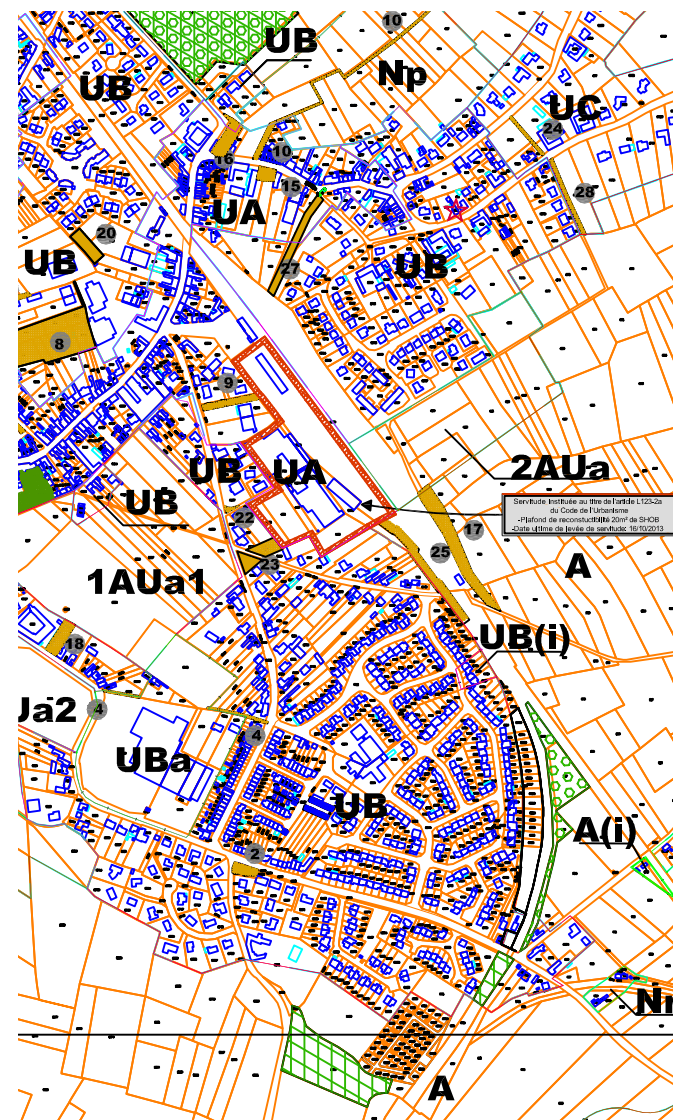 10
UB
Np
UB
UC
24
16
10
15
28
UA
20
UB
27
UB
8
9
UB
UA
2AUa
UB
Servitude instituée au titre de l'article L123-2a
du Code de l'Urbanisme
-Plafond de reconstuctibilité 20m² de SHOB
-Date ultime de levée de servitude: 16/10/2013
22
17
25
23
A
1AUa1
UB(i)
18
4
Ja2
4
UBa
UB
A(i)
2
A